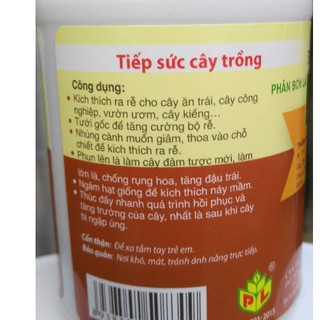 Tiếp sức cây trồng
Công dụng:
• Kích thích ra rễ cho cây ăn trái, cây công
nghiệp, vườn ươm, cây kiểng...
• Tưới gốc để tăng cường bộ rễ.
• Nhúng cành muốn giâm, thoa vào chỗ
chiết để kích thích ra rễ.
• Phun lên lá làm cây đâm tược mới, làm
lớn lá, chống rụng hoa, tăng đậu trái.
• Ngâm hạt giống để kích thích nảy mầm.
• Thúc đẩy nhanh quá trình hồi phục và
tăng trưởng của cây, nhất là sau khi cây
bị ngập úng.
Cẩn thận: Để xa tầm tay trẻ em.
Bảo quản: Nơi khô, mát, tránh ánh nắng trực tiếp.
PHÂN BÓN LÁ
PL